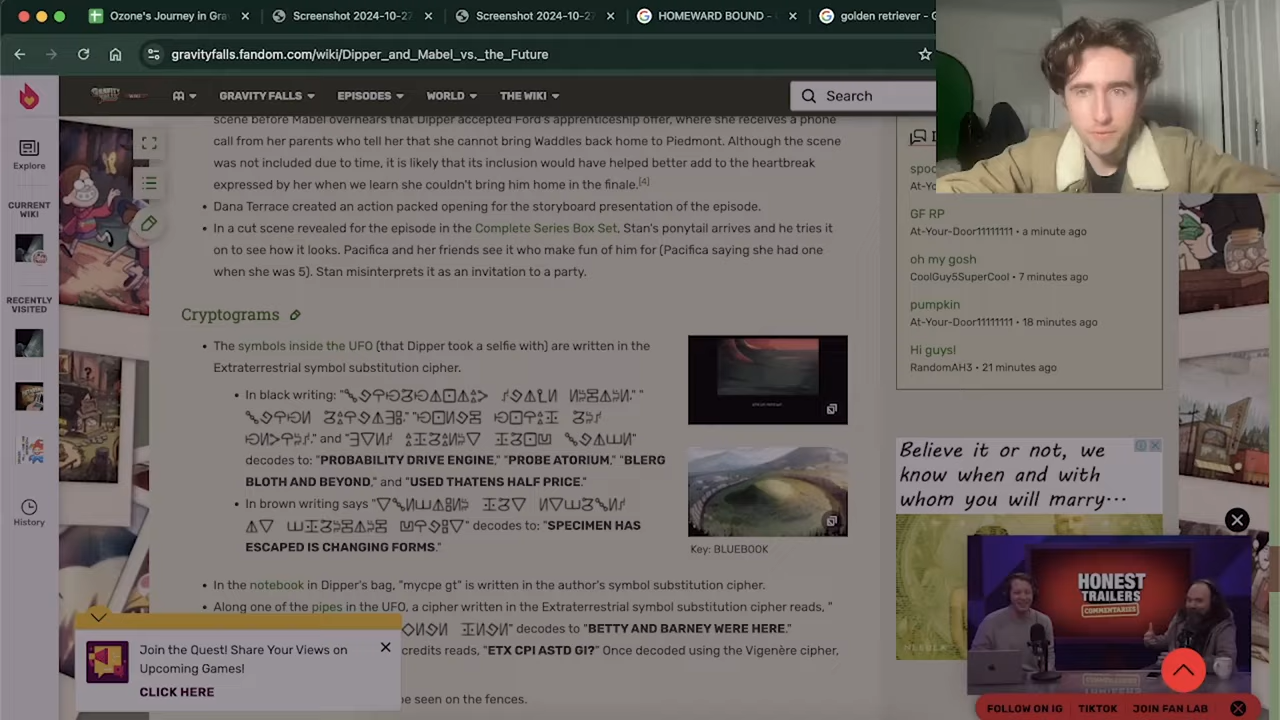 Ozone's Journey in Gra
Screenshot 2024-10-27
Screenshot 2024-10-27
HOMEWARD BOUND -
golden retriever - G
gravityfalls.fandom.com/wiki/Dipper_and_Mabel_vs._the_Future
GRAVITY FALLS
EPISODES
WORLD
THE WIKI
Search
Explore
CURRENT
WIKI
RECENTLY
VISITED
History
scene before Mabel overhears that Dipper accepted Ford's apprenticeship offer, where she receives a phone
call from her parents who tell her that she cannot bring Waddles back home to Piedmont. Although the scene
was not included due to time, it is likely that its inclusion would have helped better add to the heartbreak
expressed by her when we learn she couldn't bring him home in the finale.[4]
Dana Terrace created an action packed opening for the storyboard presentation of the episode.
In a cut scene revealed for the episode in the Complete Series Box Set, Stan's ponytail arrives and he tries it
on to see how it looks. Pacifica and her friends see it who make fun of him for (Pacifica saying she had one
when she was 5). Stan misinterprets it as an invitation to a party.
Cryptograms
The symbols inside the UFO (that Dipper took a selfie with) are written in the
Extraterrestrial symbol substitution cipher.
In black writing: "
and "
decodes to: "PROBABILITY DRIVE ENGINE," "PROBE ATORIUM," "BLERG
BLOTH AND BEYOND," and "USED THATENS HALF PRICE."
In brown writing says "
" decodes to: "SPECIMEN HAS
ESCAPED IS CHANGING FORMS."
Key: BLUEBOOK
In the notebook in Dipper's bag, "mycpe gt" is written in the author's symbol substitution cipher.
Along one of the pipes in the UFO, a cipher written in the Extraterrestrial symbol substitution cipher reads, "
" decodes to "BETTY AND BARNEY WERE HERE."
credits reads, "ETX CPI ASTD GI?" Once decoded using the Vigenère cipher,
be seen on the fences.
Join the Quest! Share Your Views on
Upcoming Games!
CLICK HERE
spoo
At-Yo
GF RP
At-Your-Door11111111 • a minute ago
oh my gosh
CoolGuy5SuperCool • 7 minutes ago
pumpkin
At-Your-Door11111111 • 18 minutes ago
Hi guys!
RandomAH3 • 21 minutes ago
Believe it or not, we
know when and with
whom you will marry...
NEBULA
HONEST
TRAILERS
COMMENTARIES
FOLLOW ON IG
TIKTOK
JOIN FAN LAB